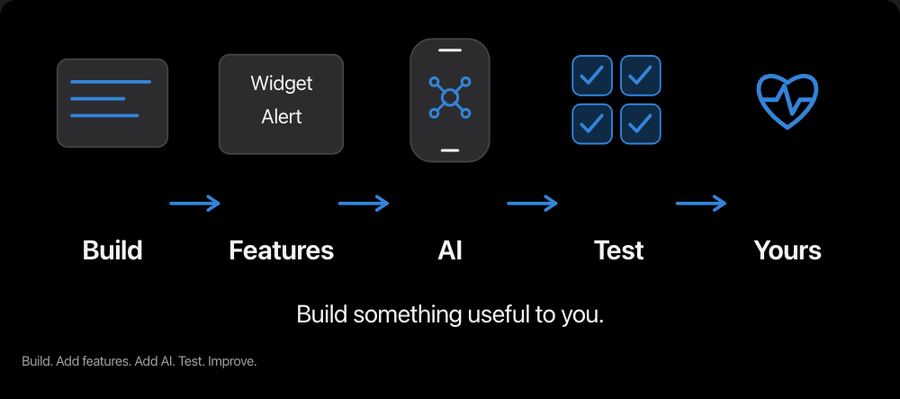 Widget
Alert
Build
Features
AI
Test
Yours
Build something useful to you.
Build. Add features. Add AI. Test. Improve.